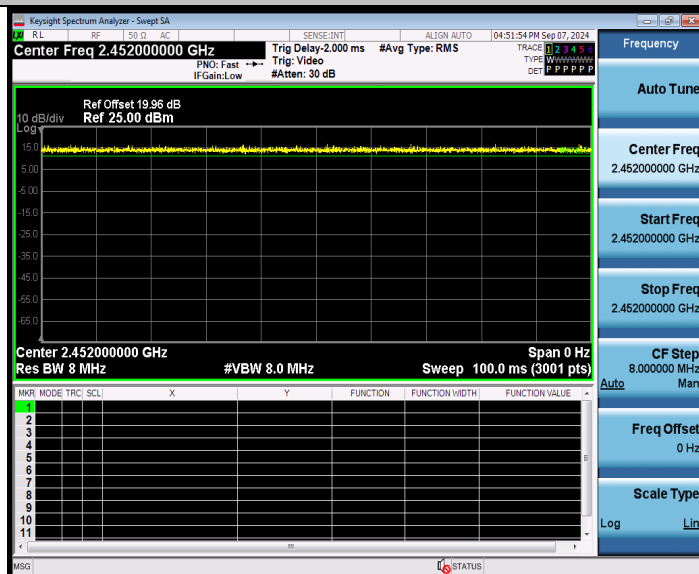 Keysight Spectrum Analyzer - Swept SA
LXI RL RF 50 Ω AC SENSE:INT ALIGN AUTO 04:51:54 PM Sep 07, 2024
Center Freq 2.452000000 GHz
PNO: Fast
IFGain:Low
Trig Delay-2.000 ms
Trig: Video
#Atten: 30 dB
#Avg Type: RMS
TRACE 1 2 3 4 5 6
TYPE WWWWWW
DET P P P P P P
Ref Offset 19.96 dB
10 dB/div Ref 25.00 dBm
Log
15.0
5.00
-5.00
-15.0
-25.0
-35.0
-45.0
-55.0
-65.0
Center 2.452000000 GHz Span 0 Hz
Res BW 8 MHz #VBW 8.0 MHz Sweep 100.0 ms (3001 pts)
MKR MODE TRC SCL X Y FUNCTION FUNCTION WIDTH FUNCTION VALUE
1
2
3
4
5
6
7
8
9
10
11
MSG STATUS
Frequency
Auto Tune
Center Freq
2.452000000 GHz
Start Freq
2.452000000 GHz
Stop Freq
2.452000000 GHz
CF Step
8.000000 MHz
Auto Man
Freq Offset
0 Hz
Scale Type
Log Lin